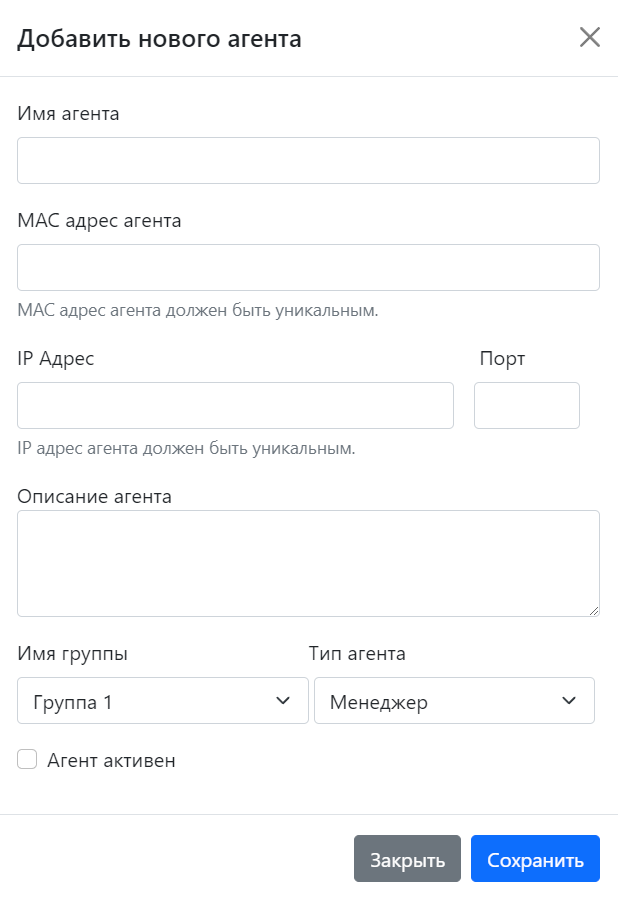 Добавить нового агента
Имя агента
MAC адрес агента
MAC адрес агента должен быть уникальным.
IP Адрес Порт
IP адрес агента должен быть уникальным.
Описание агента
Имя группы Тип агента
Группа 1 Менеджер
Агент активен
Закрыть Сохранить